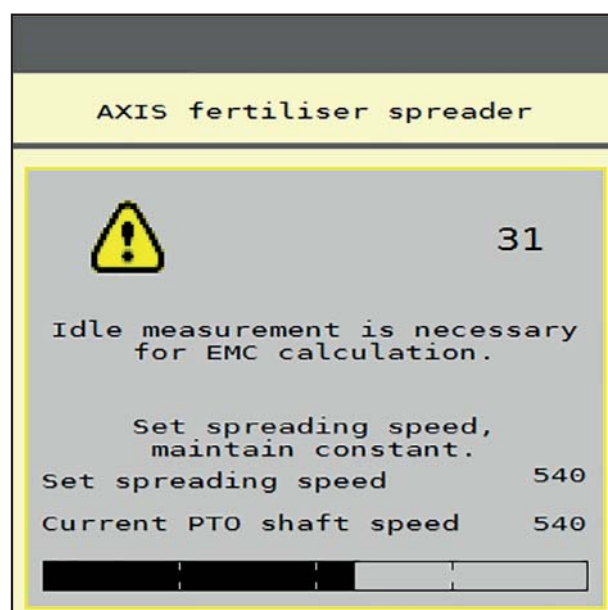 AXIS fertiliser spreader
31
Idle measurement is necessary
for EMC calculation.
Set spreading speed,
maintain constant.
Set spreading speed 540
Current PTO shaft speed 540